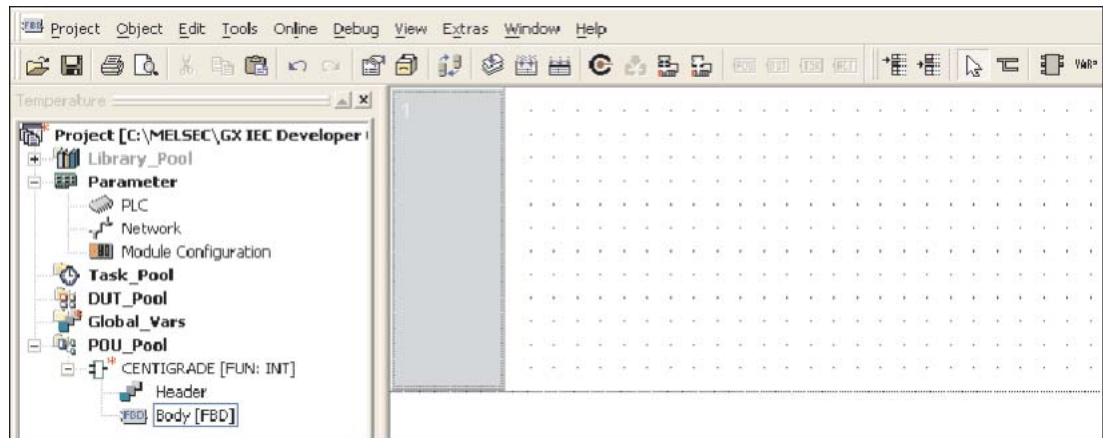 Project Object Edit Tools Online Debug View Extras Window Help
Temperature
1
Project [C:\MELSEC\GX IEC Developer
Library_Pool
Parameter
PLC
Network
Module Configuration
Task_Pool
DUT_Pool
Global_Vars
POU_Pool
CENTIGRADE [FUN: INT]
Header
FBD Body [FBD]